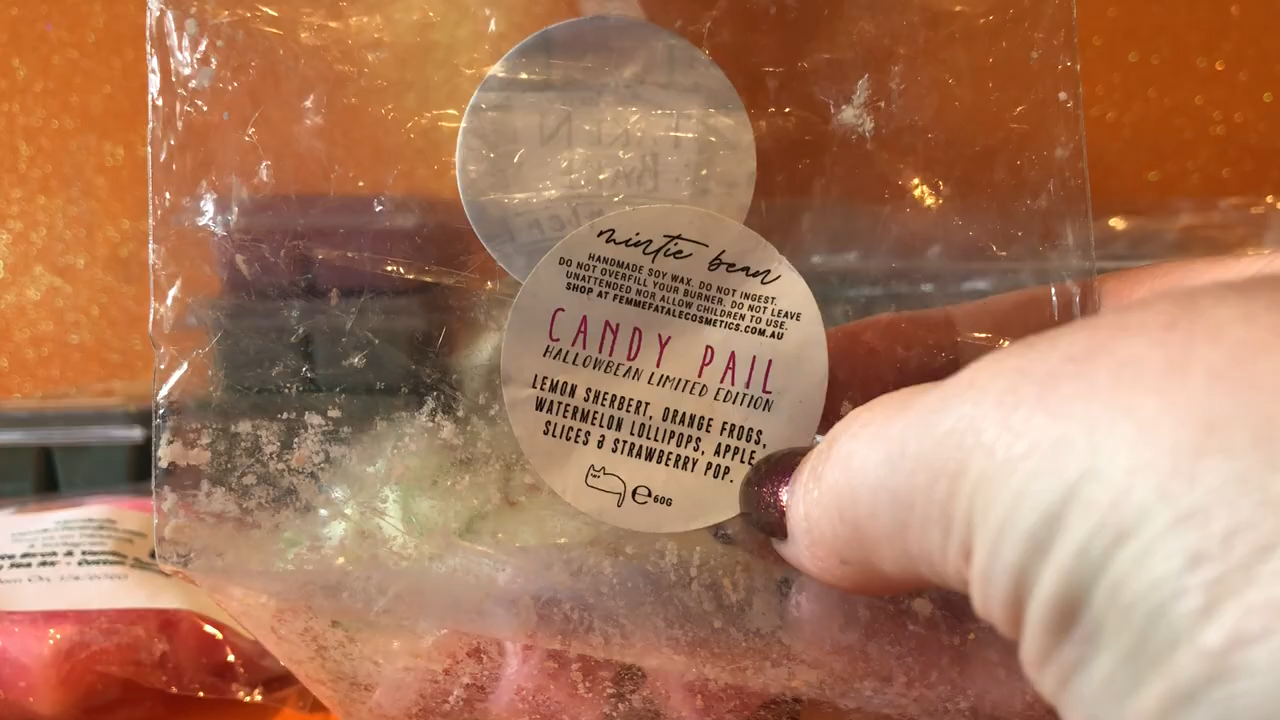 mintie bean
HANDMADE SOY WAX. DO NOT INGEST.
DO NOT OVERFILL YOUR BURNER. DO NOT LEAVE
UNATTENDED NOR ALLOW CHILDREN TO USE.
SHOP AT FEMMEFATALECOSMETICS.COM.AU
CANDY PAIL
HALLOWBEAN LIMITED EDITION
LEMON SHERBERT, ORANGE FROGS,
WATERMELON LOLLIPOPS, APPLE
SLICES & STRAWBERRY POP.
e 60G